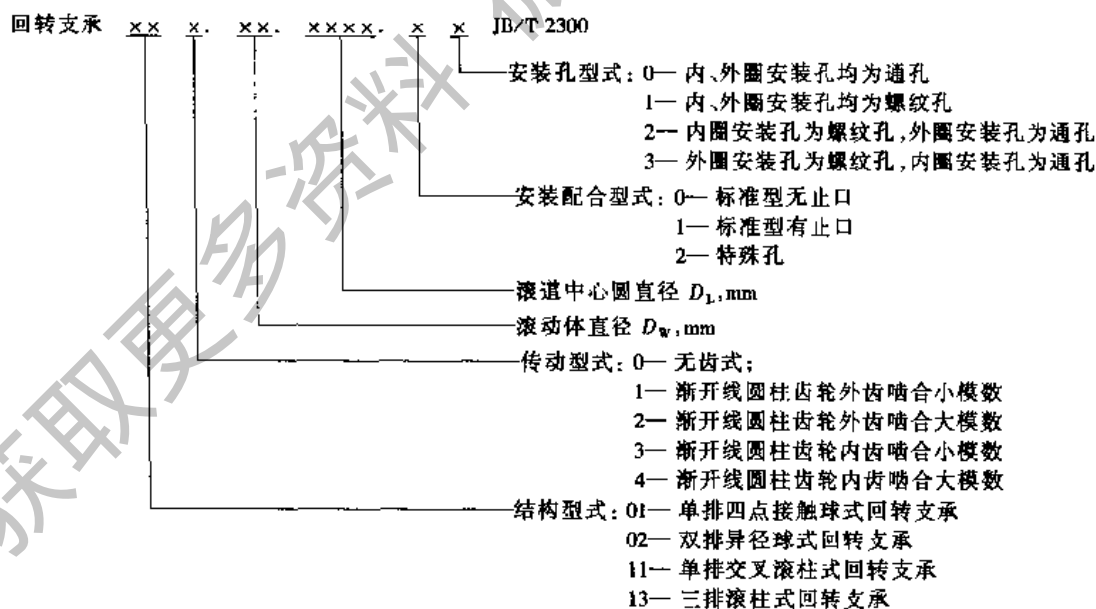 回转支承 ×× ×. ××. ××××. × × JB/T 2300
安装孔型式: 0— 内、外圈安装孔均为通孔
1— 内、外圈安装孔均为螺纹孔
2— 内圈安装孔为螺纹孔,外圈安装孔为通孔
3— 外圈安装孔为螺纹孔,内圈安装孔为通孔
安装配合型式: 0— 标准型无止口
1— 标准型有止口
2— 特殊孔
滚道中心圆直径 D_L,mm
滚动体直径 D_W,mm
传动型式: 0— 无齿式;
1— 渐开线圆柱齿轮外齿啮合小模数
2— 渐开线圆柱齿轮外齿啮合大模数
3— 渐开线圆柱齿轮内齿啮合小模数
4— 渐开线圆柱齿轮内齿啮合大模数
结构型式: 01— 单排四点接触球式回转支承
02— 双排异径球式回转支承
11— 单排交叉滚柱式回转支承
13— 三排滚柱式回转支承
获取更多资料